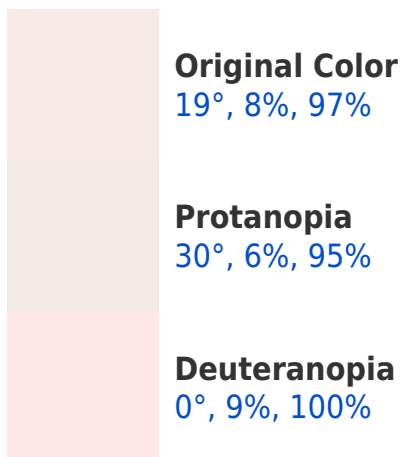 Original Color
19°, 8%, 97%
Protanopia
30°, 6%, 95%
Deuteranopia
0°, 9%, 100%